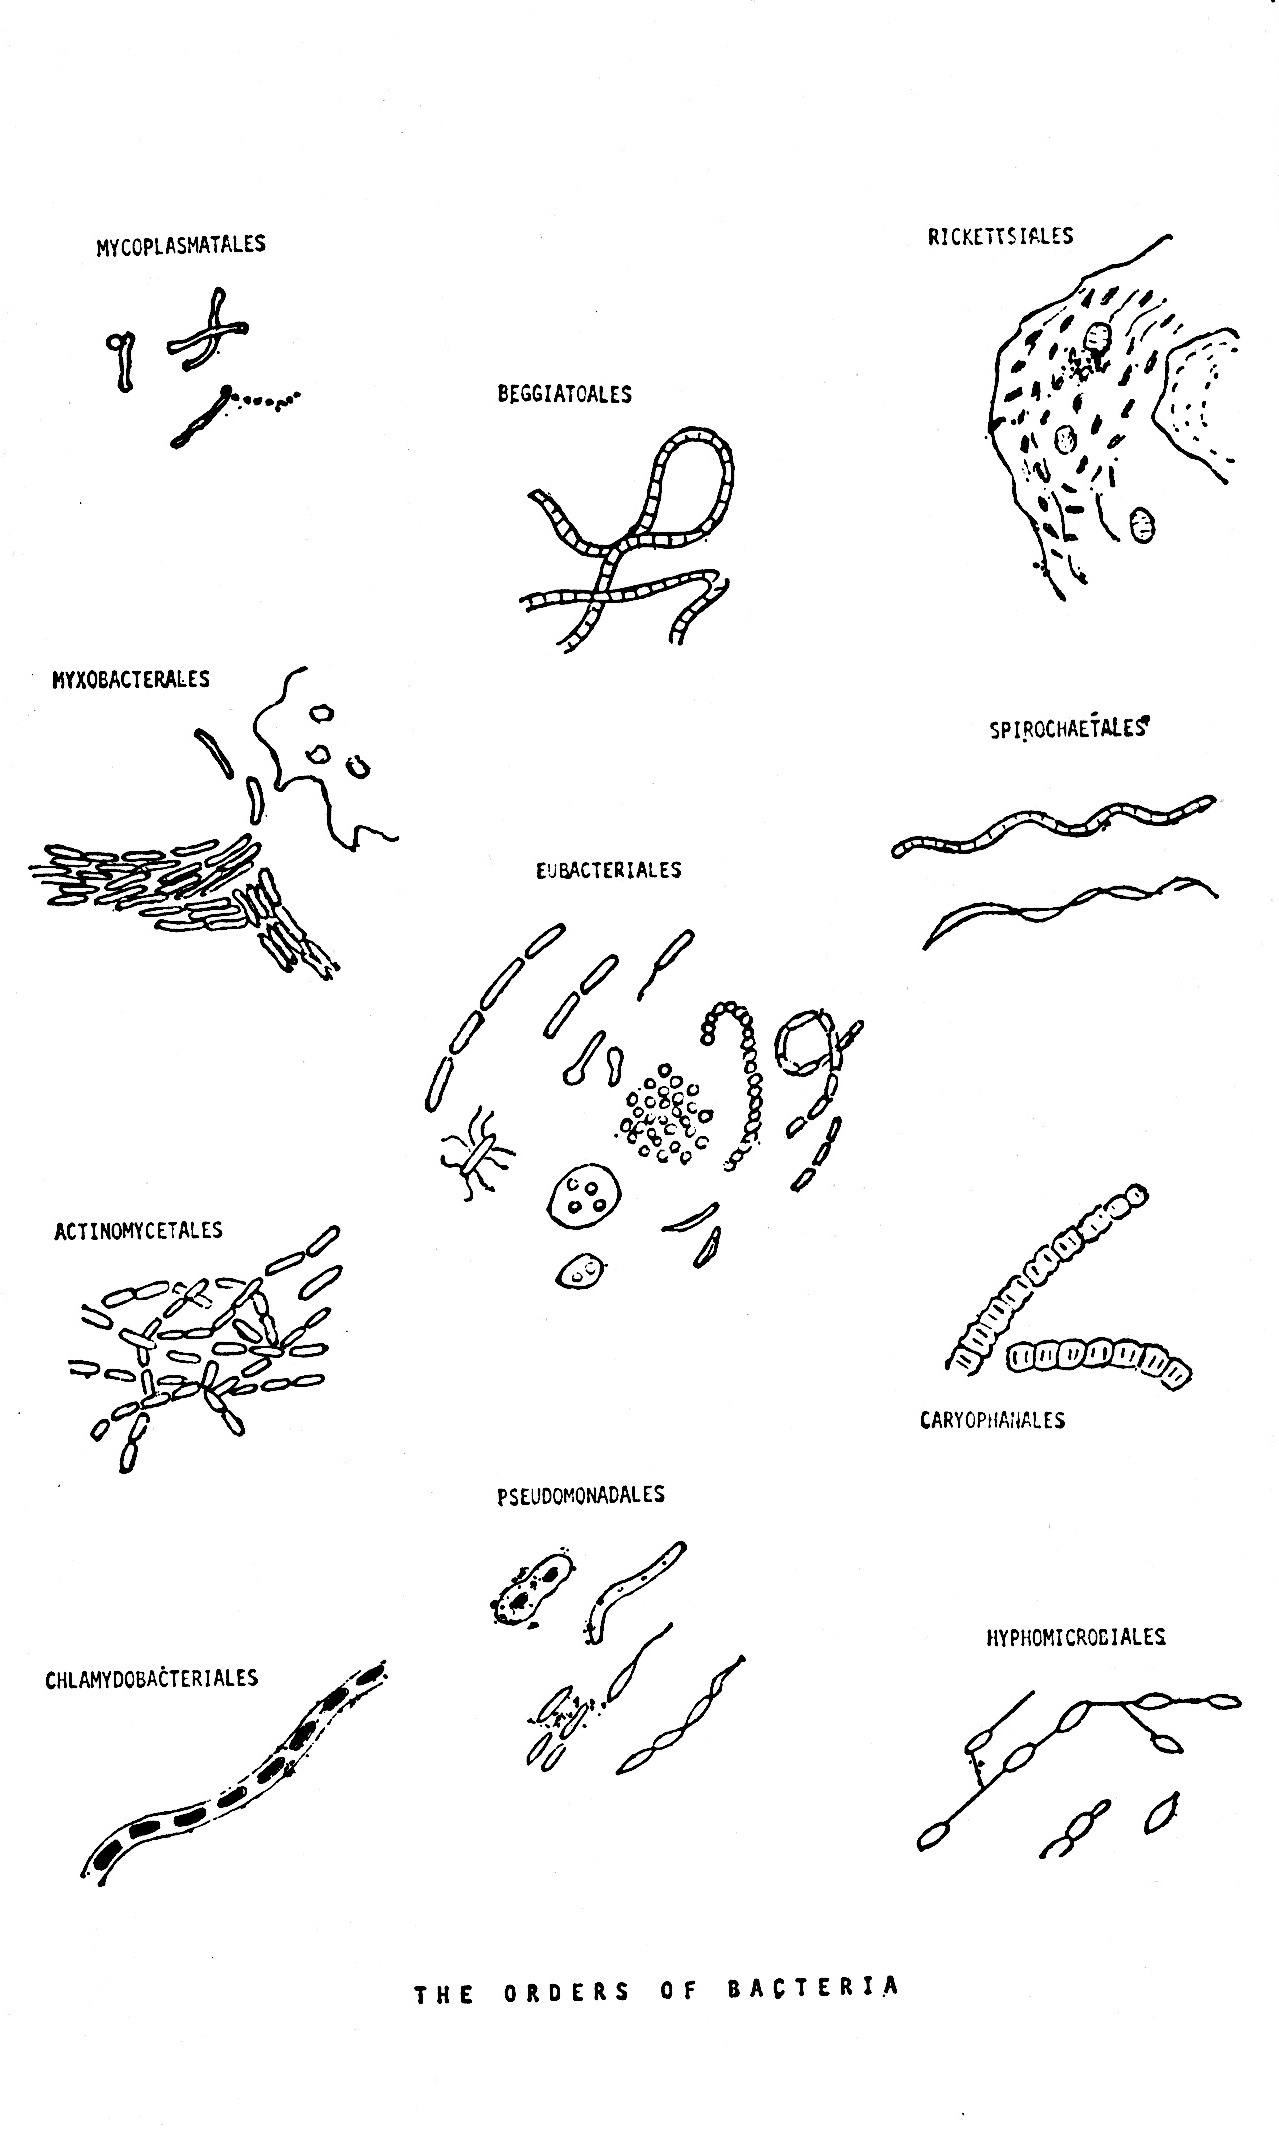 MYCOPLASMATALES
RICKETTSIALES
BEGGIATOALES
MYXOBACTERALES
SPIROCHAETALES
EUBACTERIALES
ACTINOMYCETALES
CARYOPHANALES
PSEUDOMONADALES
HYPHOMICROBIALES
CHLAMYDOBACTERIALES
THE ORDERS OF BACTERIA